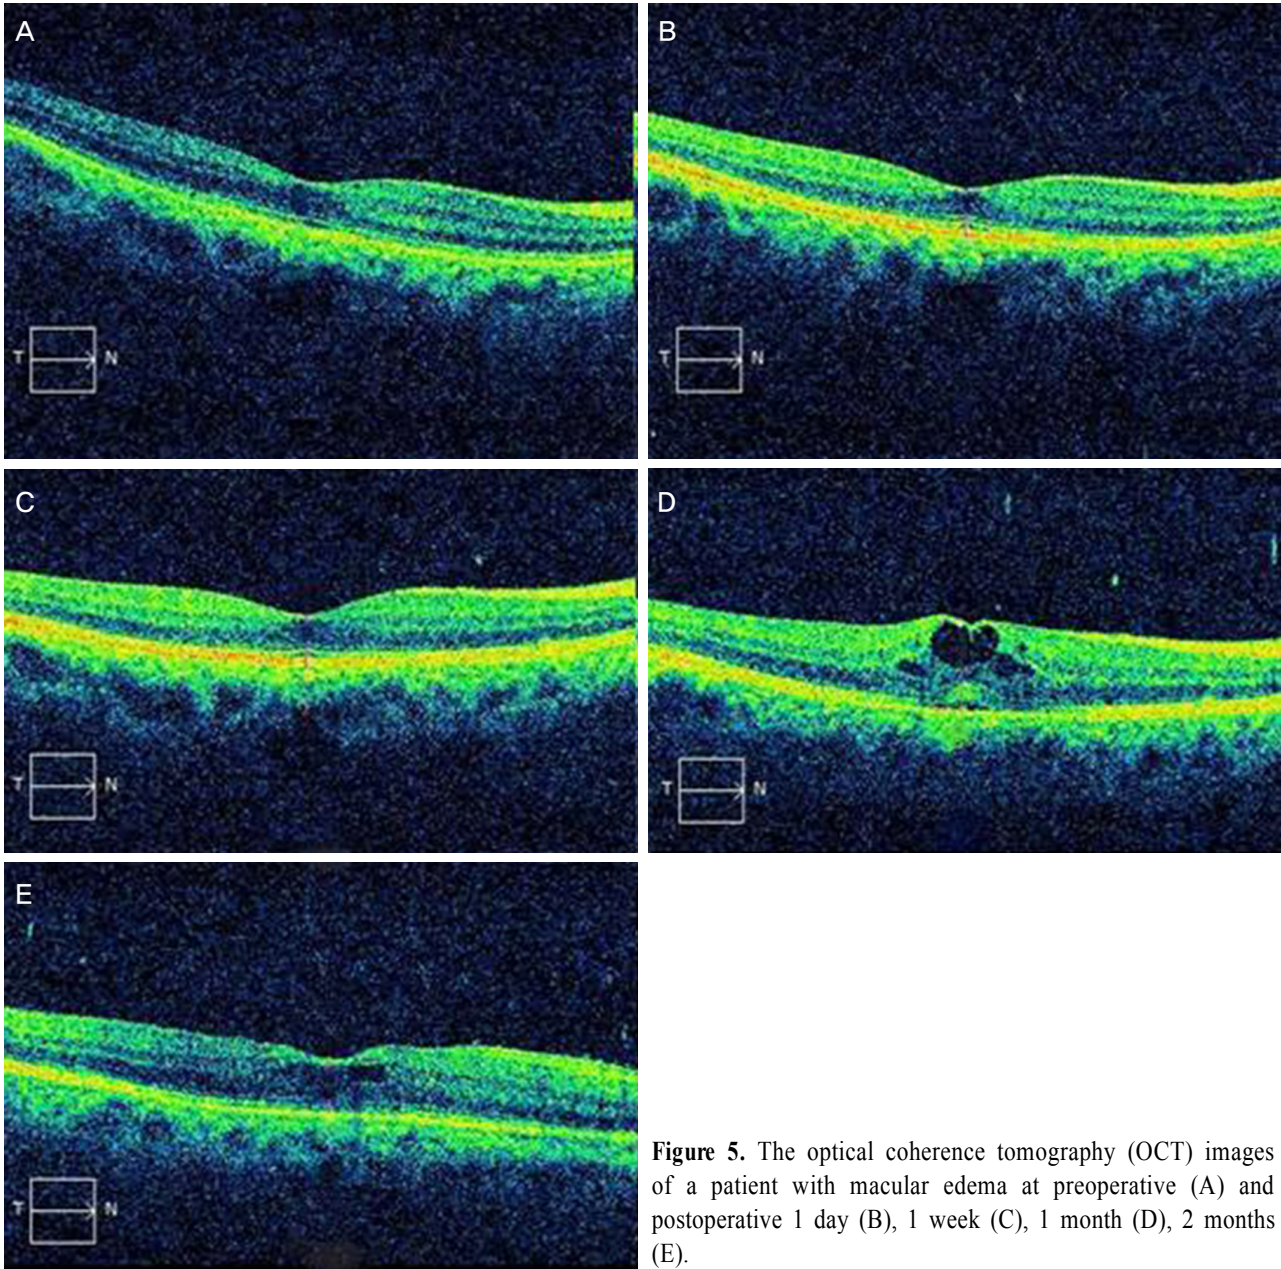 A
B
T N
T N
C
D
T N
T N
E
T N
Figure 5. The optical coherence tomography (OCT) images
of a patient with macular edema at preoperative (A) and
postoperative 1 day (B), 1 week (C), 1 month (D), 2 months
(E).